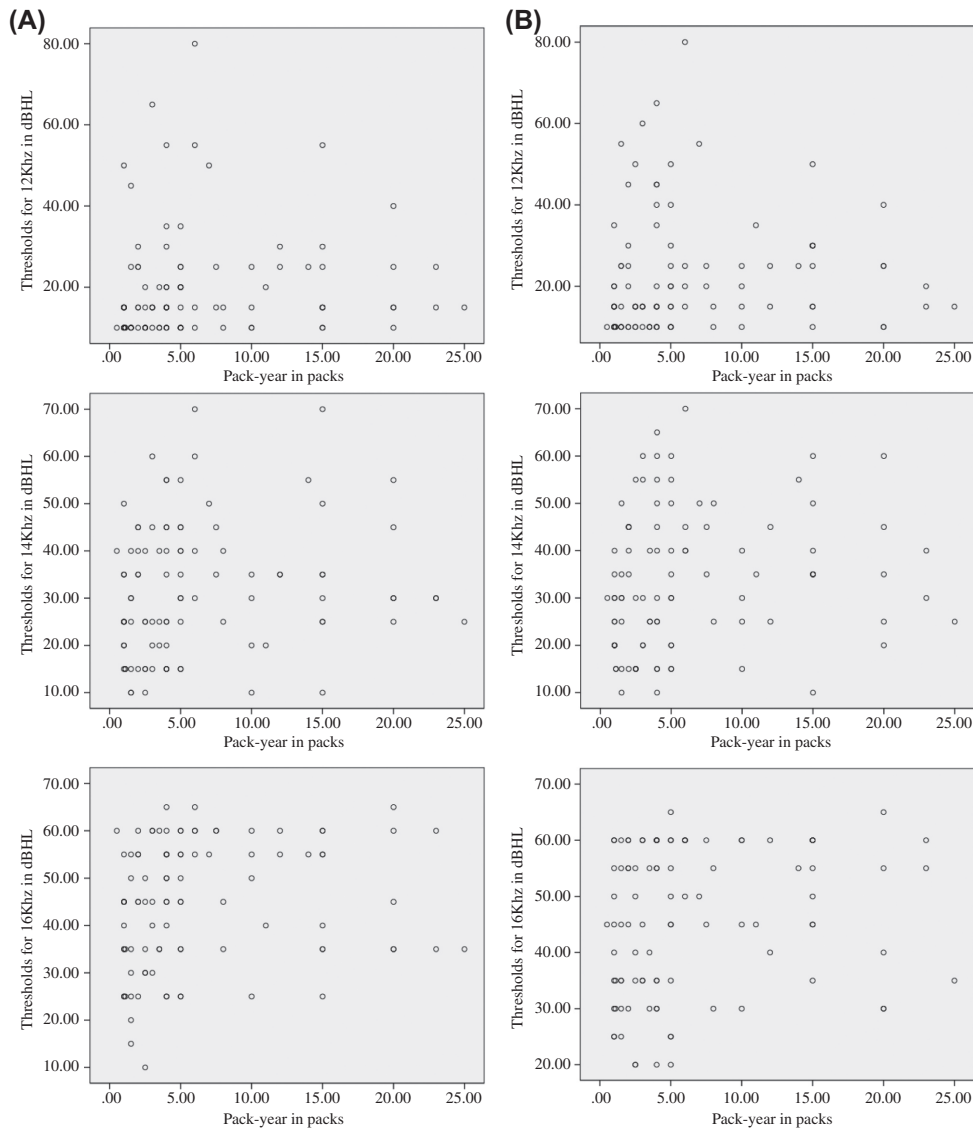 (A)
Thresholds for 12Khz in dBHL
80.00
60.00
40.00
20.00
.00 5.00 10.00 15.00 20.00 25.00
Pack-year in packs
(B)
Thresholds for 12Khz in dBHL
80.00
60.00
40.00
20.00
.00 5.00 10.00 15.00 20.00 25.00
Pack-year in packs
Thresholds for 14Khz in dBHL
70.00
60.00
50.00
40.00
30.00
20.00
10.00
.00 5.00 10.00 15.00 20.00 25.00
Pack-year in packs
Thresholds for 14Khz in dBHL
70.00
60.00
50.00
40.00
30.00
20.00
10.00
.00 5.00 10.00 15.00 20.00 25.00
Pack-year in packs
Thresholds for 16Khz in dBHL
70.00
60.00
50.00
40.00
30.00
20.00
10.00
.00 5.00 10.00 15.00 20.00 25.00
Pack-year in packs
Thresholds for 16Khz in dBHL
70.00
60.00
50.00
40.00
30.00
20.00
.00 5.00 10.00 15.00 20.00 25.00
Pack-year in packs